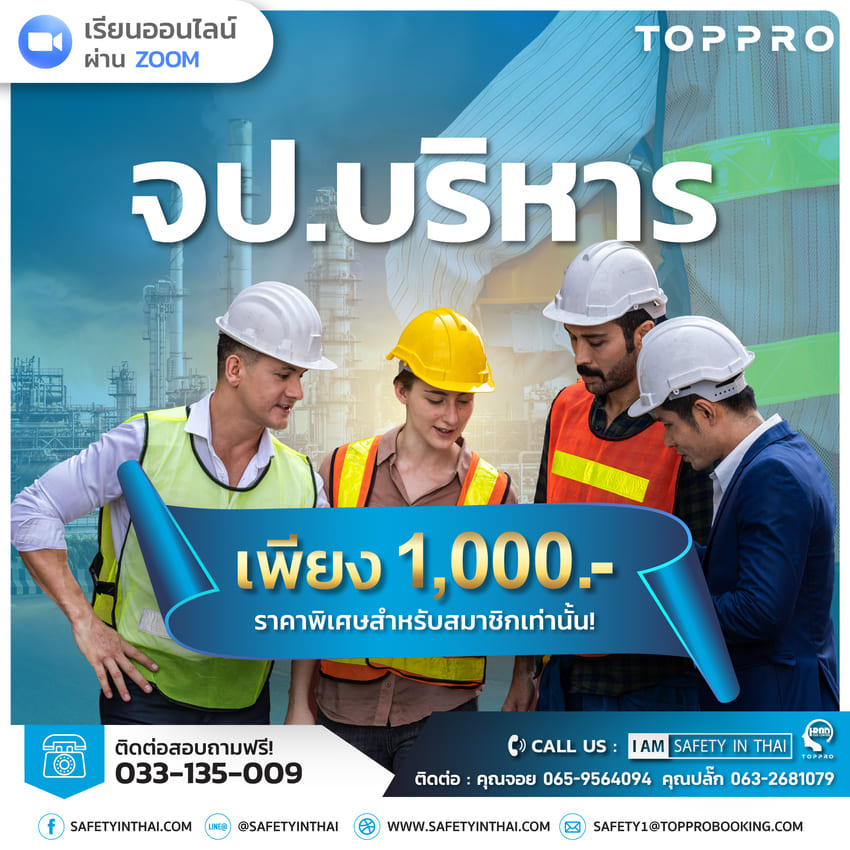 เรียนออนไลน์
ผ่าน ZOOM
TOPPRO
จป.บริหาร
เพียง 1,000.-
ราคาพิเศษสำหรับสมาชิกเท่านั้น!
ติดต่อสอบถามฟรี!
033-135-009
CALL US : I AM SAFETY IN THAI
TOPPRO
ติดต่อ : คุณจอย 065-9564094 คุณปลั๊ก 063-2681079
SAFETYINTHAI.COM LINE@ @SAFETYINTHAI WWW.SAFETYINTHAI.COM SAFETY1@TOPPROBOOKING.COM